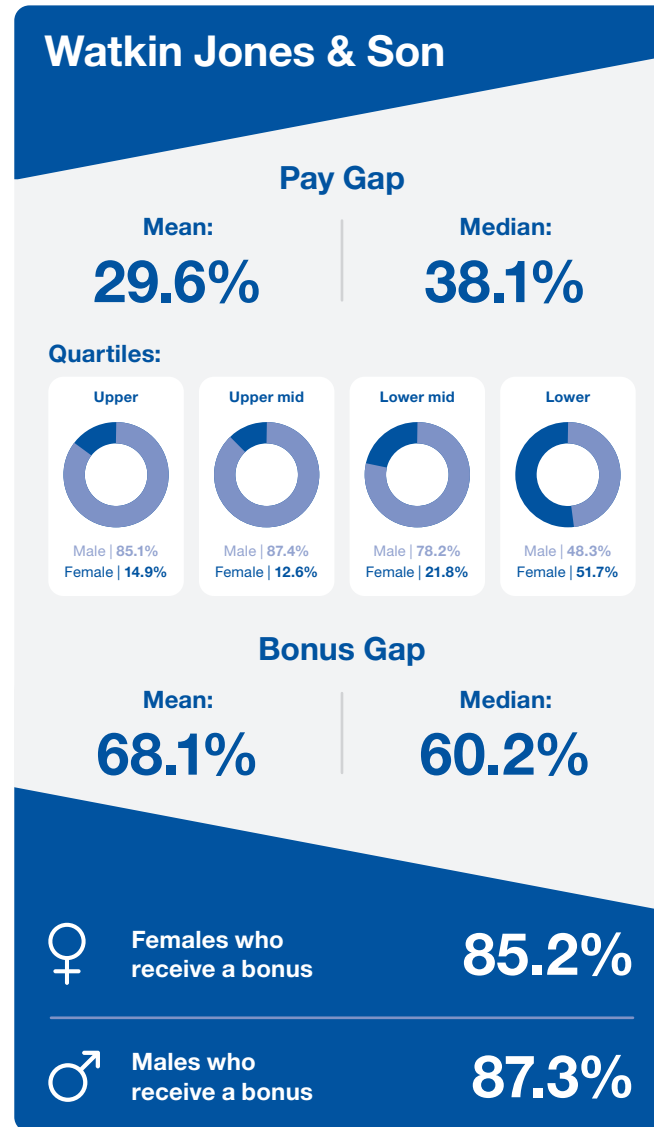 Watkin Jones & Son
Pay Gap
Mean:
29.6%
Median:
38.1%
Quartiles:
Upper
Male | 85.1%
Female | 14.9%
Upper mid
Male | 87.4%
Female | 12.6%
Lower mid
Male | 78.2%
Female | 21.8%
Lower
Male | 48.3%
Female | 51.7%
Bonus Gap
Mean:
68.1%
Median:
60.2%
Females who
receive a bonus
85.2%
Males who
receive a bonus
87.3%